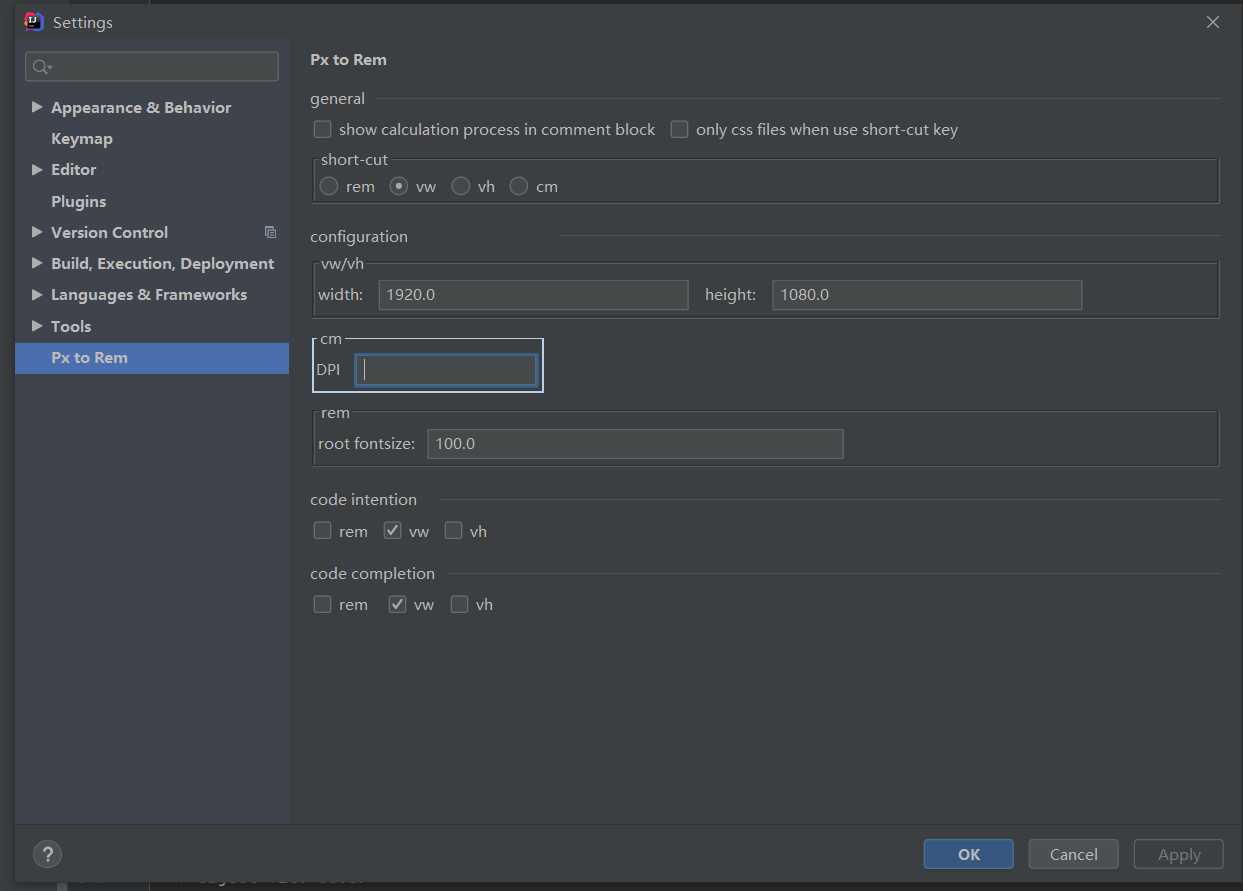 Settings
Appearance & Behavior
Keymap
Editor
Plugins
Version Control
Build, Execution, Deployment
Languages & Frameworks
Tools
Px to Rem
Px to Rem
general
show calculation process in comment block only css files when use short-cut key
short-cut
rem vw vh cm
configuration
vw/vh
width: 1920.0 height: 1080.0
cm
DPI
rem
root fontsize: 100.0
code intention
rem vw vh
code completion
rem vw vh
? OK Cancel Apply